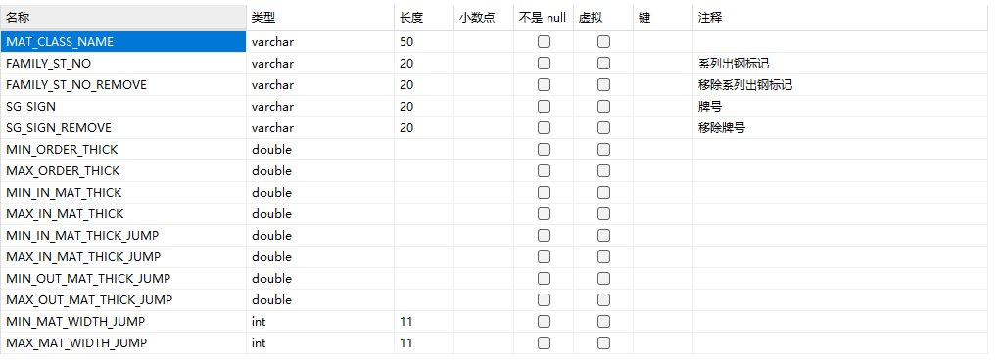 名称 类型 长度 小数点 不是 null 虚拟 键 注释
MAT_CLASS_NAME varchar 50
FAMILY_ST_NO varchar 20 系列出钢标记
FAMILY_ST_NO_REMOVE varchar 20 移除系列出钢标记
SG_SIGN varchar 20 牌号
SG_SIGN_REMOVE varchar 20 移除牌号
MIN_ORDER_THICK double
MAX_ORDER_THICK double
MIN_IN_MAT_THICK double
MAX_IN_MAT_THICK double
MIN_IN_MAT_THICK_JUMP double
MAX_IN_MAT_THICK_JUMP double
MIN_OUT_MAT_THICK_JUMP double
MAX_OUT_MAT_THICK_JUMP double
MIN_MAT_WIDTH_JUMP int 11
MAX_MAT_WIDTH_JUMP int 11